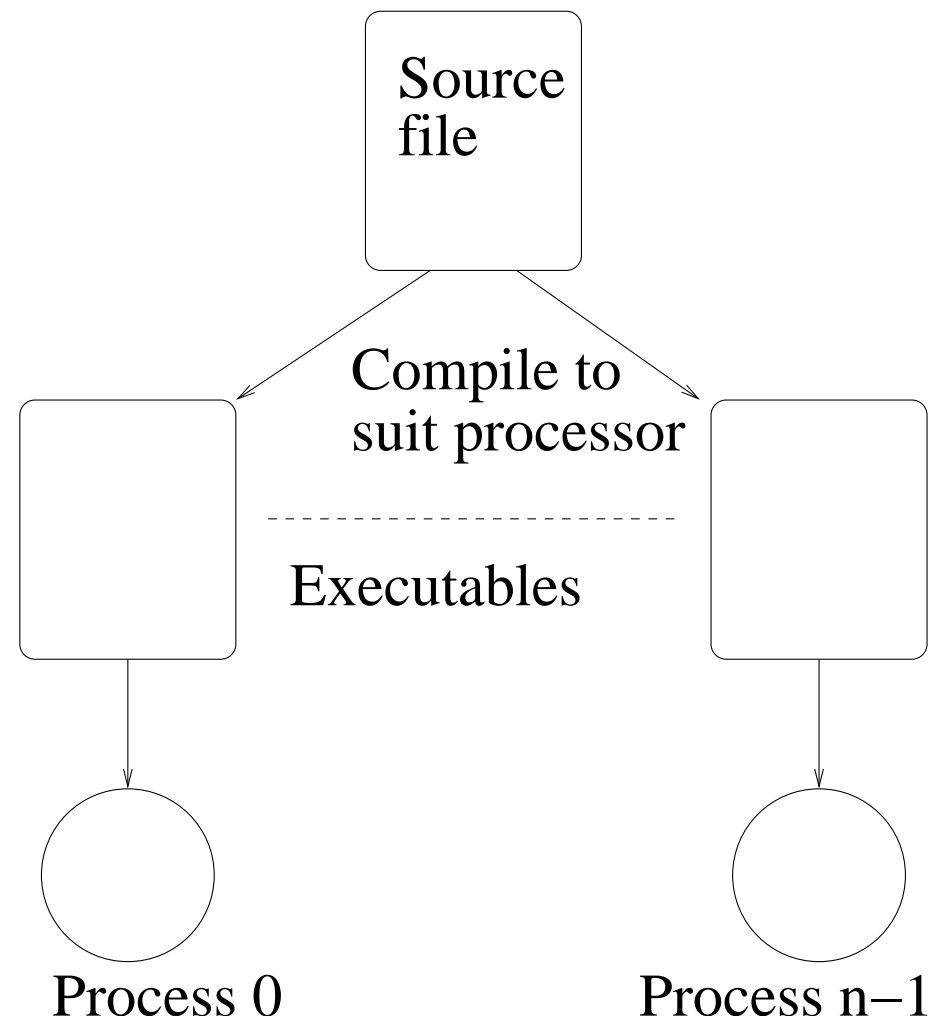 Source
file
Compile to
suit processor
Executables
Process 0
Process n−1